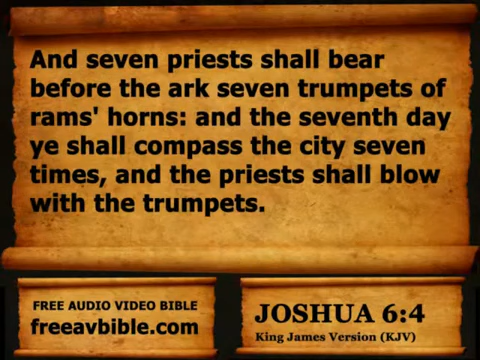 And seven priests shall bear
before the ark seven trumpets of
rams' horns: and the seventh day
ye shall compass the city seven
times, and the priests shall blow
with the trumpets.
FREE AUDIO VIDEO BIBLE
freeavbible.com
JOSHUA 6:4
King James Version (KJV)